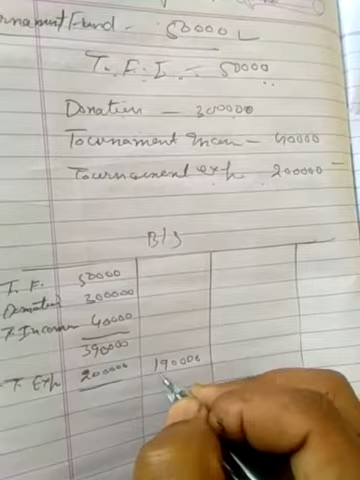 Tournament Fund - 50000 L
T.F.I. = 50000
Donation - 300000
Tournament Incom - 40000
Tournament exp. 200000 -
B/S
T. F. 50000
Donation 300000
T. Income 40000
390000
T. Exp 200000 190000